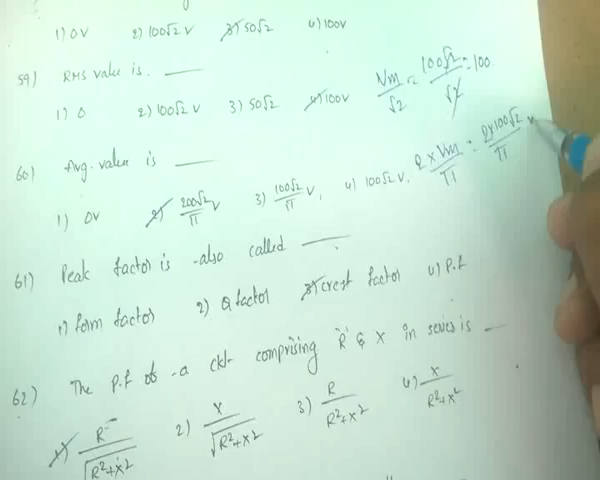 1) 0V 2) 100√2 V 3) 50√2 4) 100V
59) RMS value is.
1) 0 2) 100√2 V 3) 50√2 4) 100V Vm/√2 = 100√2/√2 = 100.
60) Avg. value is
1) 0V 2) 200√2/π V 3) 100√2/π V, 4) 100√2 V, 2 × Vm/π = 2×100√2/π V
61) Peak factor is also called
1) form factor 2) Q factor 3) crest factor 4) P.F
62) The P.F of a ckt comprising 'R' & X in series is
1) R/√R²+X² 2) X/√R²+X² 3) R/R²+X² 4) X/R²+X²